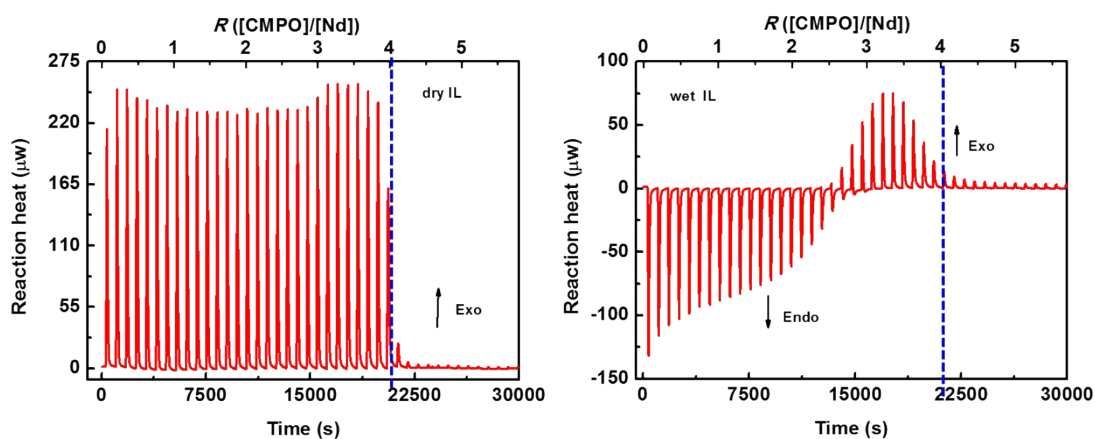 R ([CMPO]/[Nd])
0 1 2 3 4 5
275
220
165
110
55
0
Reaction heat (μw)
dry IL
Exo
0 7500 15000 22500 30000
Time (s)
R ([CMPO]/[Nd])
0 1 2 3 4 5
100
50
0
-50
-100
-150
Reaction heat (μw)
wet IL
Exo
Endo
0 7500 15000 22500 30000
Time (s)